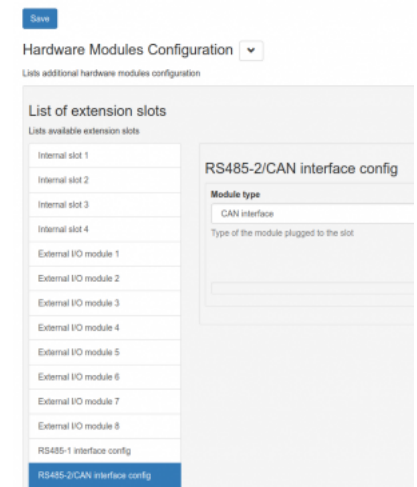 Save
Hardware Modules Configuration
Lists additional hardware modules configuration
List of extension slots
Lists available extension slots
Internal slot 1
Internal slot 2
Internal slot 3
Internal slot 4
External I/O module 1
External I/O module 2
External I/O module 3
External I/O module 4
External I/O module 5
External I/O module 6
External I/O module 7
External I/O module 8
RS485-1 interface config
RS485-2/CAN interface config
RS485-2/CAN interface config
Module type
CAN interface
Type of the module plugged to the slot